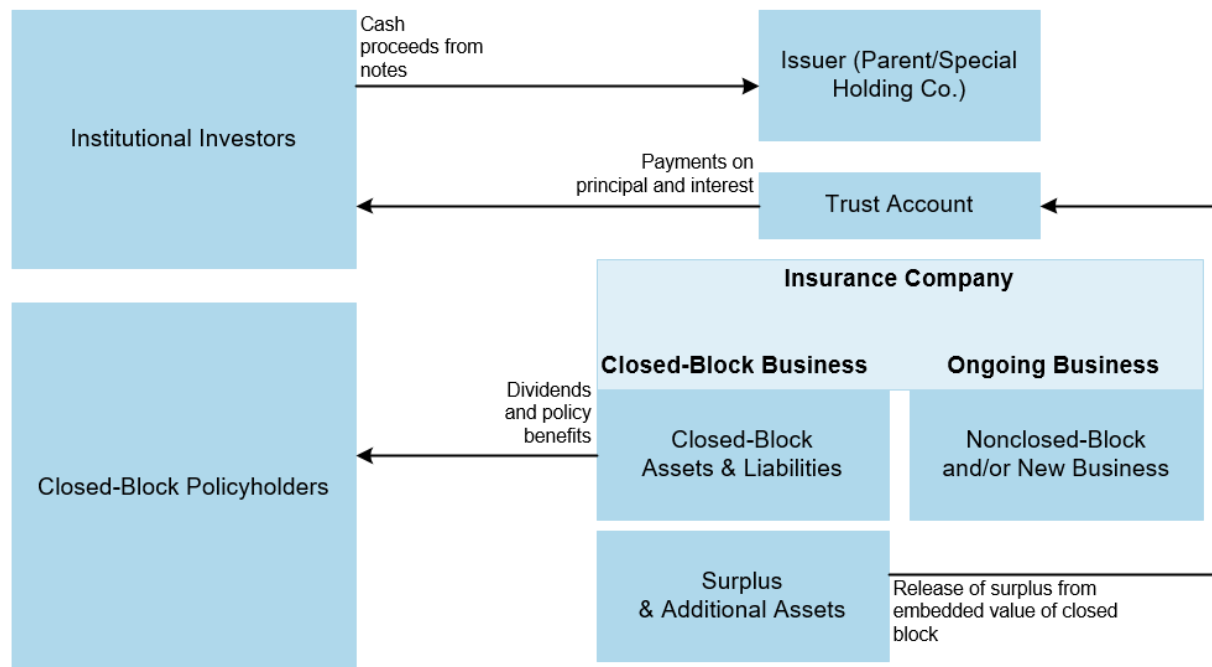 Cash
proceeds from
notes
Issuer (Parent/Special
Holding Co.)
Institutional Investors
Payments on
principal and interest
Trust Account
Insurance Company
Closed-Block Business
Ongoing Business
Dividends
and policy
benefits
Closed-Block
Assets & Liabilities
Nonclosed-Block
and/or New Business
Closed-Block Policyholders
Surplus
& Additional Assets
Release of surplus from
embedded value of closed
block